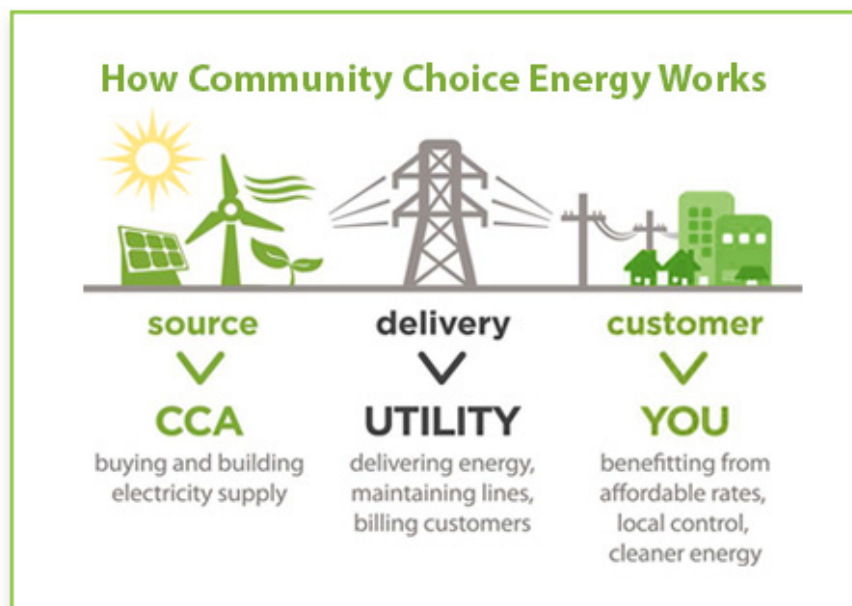 How Community Choice Energy Works
source
delivery
customer
CCA
UTILITY
YOU
buying and building
electricity supply
delivering energy,
maintaining lines,
billing customers
benefitting from
affordable rates,
local control,
cleaner energy